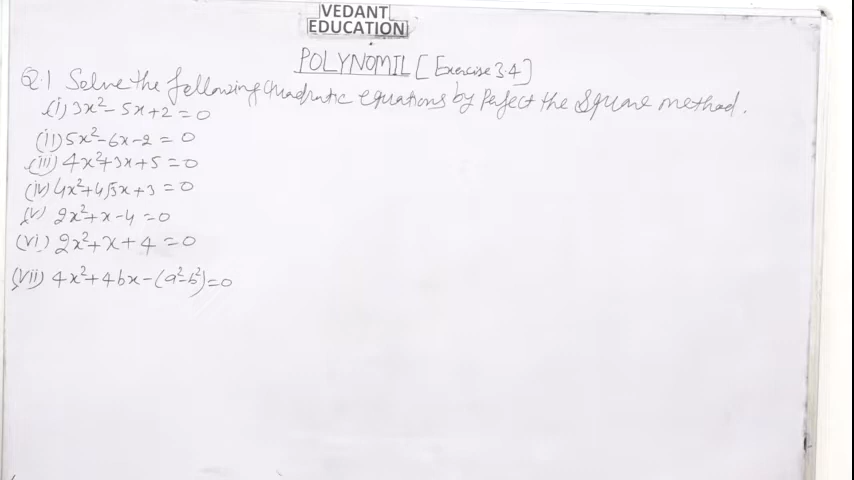 VEDANT
EDUCATION
POLYNOMIL [Exercise 3.4]
Q.1 Solve the following Quadratic equations by Perfect the Square method.
(i) 3x² - 5x + 2 = 0
(ii) 5x² - 6x - 2 = 0
(iii) 4x² + 3x + 5 = 0
(iv) 4x² + 4√3x + 3 = 0
(v) 2x² + x - 4 = 0
(vi) 2x² + x + 4 = 0
(vii) 4x² + 4bx - (a² - b²) = 0